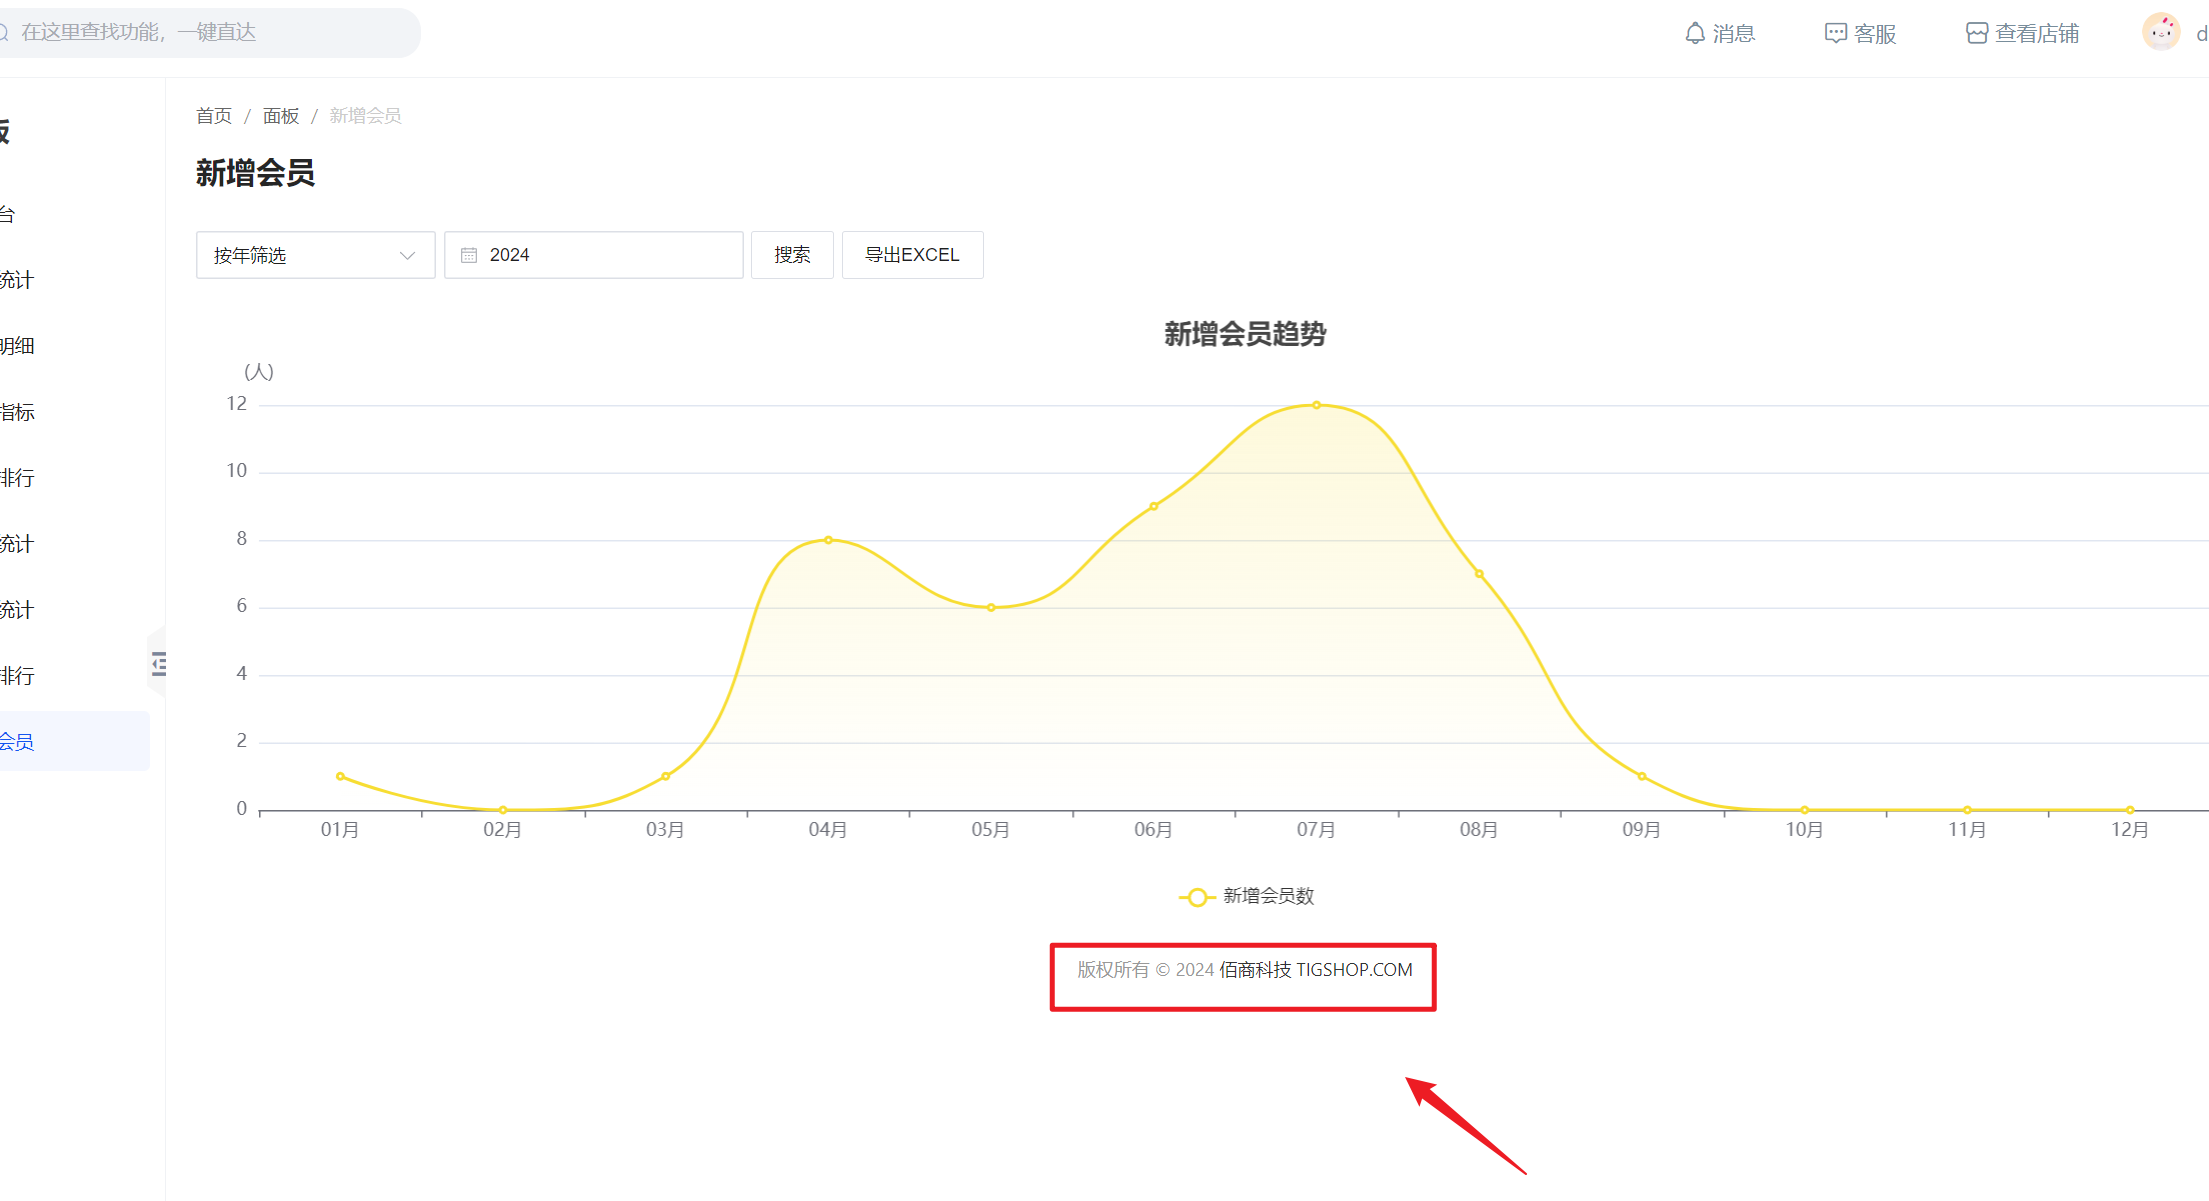 在这里查找功能，一键直达
消息
客服
查看店铺
d
板
台
统计
明细
指标
排行
统计
统计
排行
会员
首页 / 面板 / 新增会员
新增会员
按年筛选
2024
搜索
导出EXCEL
新增会员趋势
(人)
12
10
8
6
4
2
0
01月 02月 03月 04月 05月 06月 07月 08月 09月 10月 11月 12月
新增会员数
版权所有 © 2024 佰商科技 TIGSHOP.COM